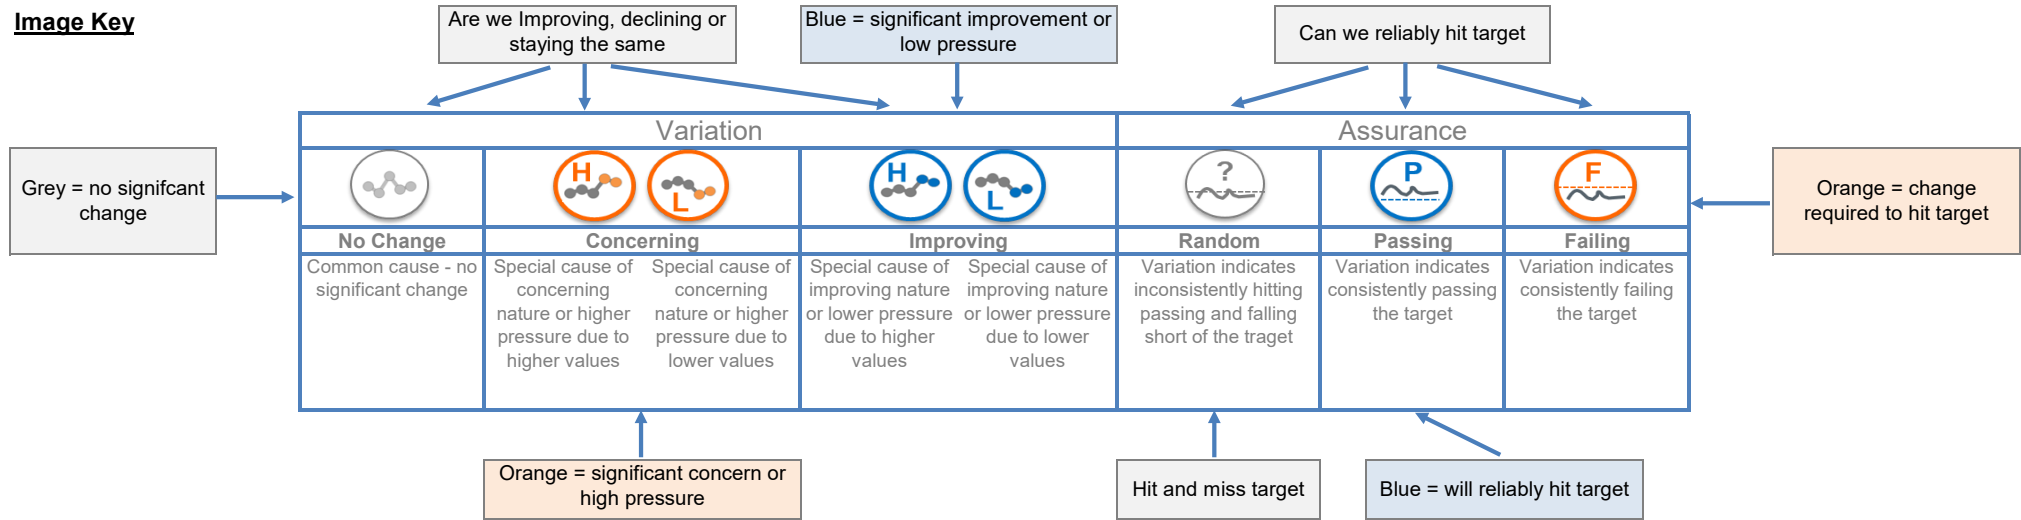 Image Key
Are we Improving, declining or
staying the same
Blue = significant improvement or
low pressure
Can we reliably hit target
Grey = no signifcant
change
Orange = change
required to hit target
Variation
Assurance
H
L
H
L
?
P
F
No Change
Concerning
Improving
Random
Passing
Failing
Common cause - no
significant change
Special cause of
concerning
nature or higher
pressure due to
higher values
Special cause of
concerning
nature or higher
pressure due to
lower values
Special cause of
improving nature
or lower pressure
due to higher
values
Special cause of
improving nature
or lower pressure
due to lower
values
Variation indicates
inconsistently hitting
passing and falling
short of the traget
Variation indicates
consistently passing
the target
Variation indicates
consistently failing
the target
Orange = significant concern or
high pressure
Hit and miss target
Blue = will reliably hit target